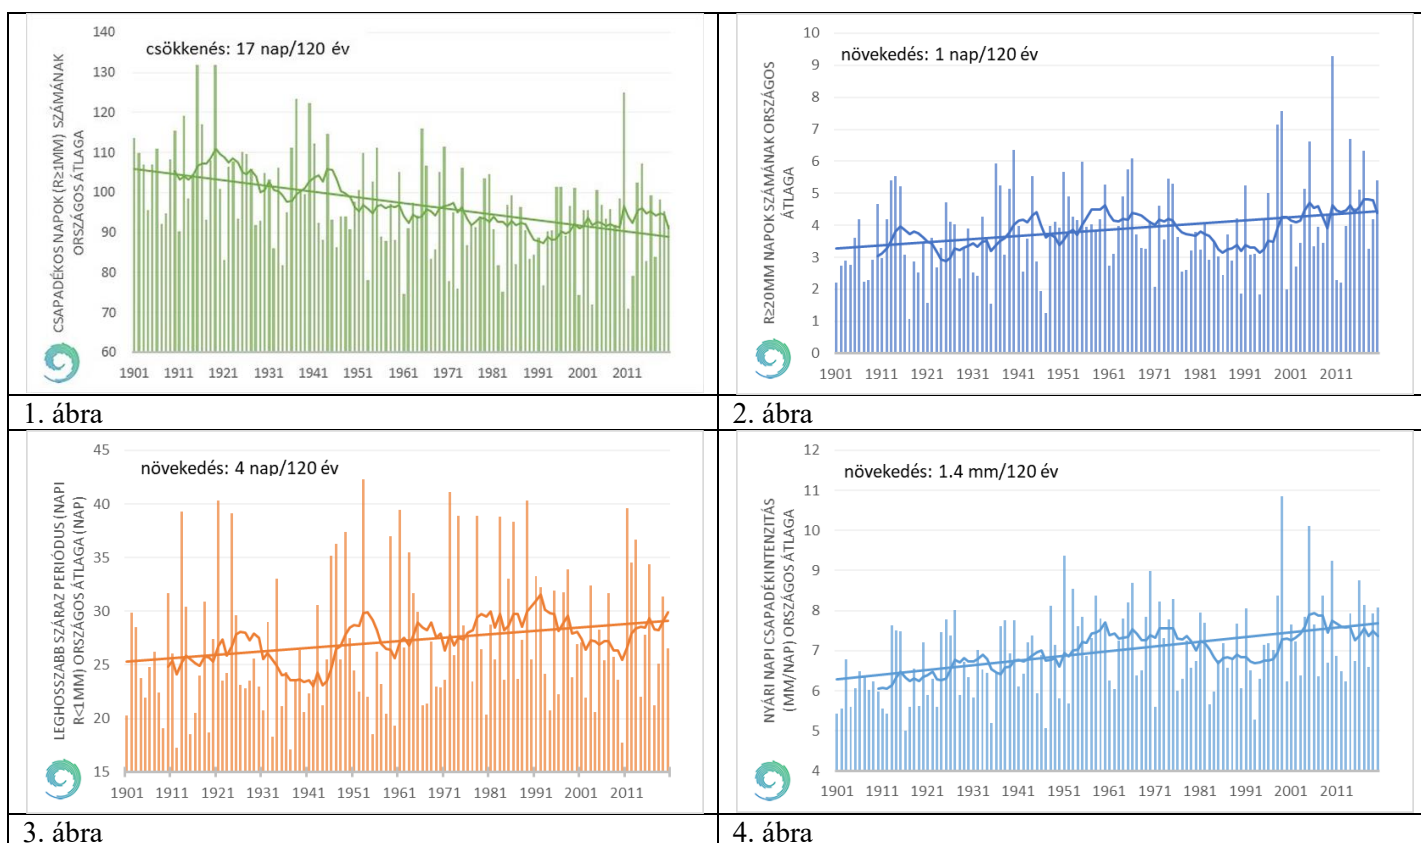 csökkenés: 17 nap/120 év
CSAPADÉKOS NAPOK (R≥1MM) SZÁMÁNAK
ORSZÁGOS ÁTLAGA
140
130
120
110
100
90
80
70
60
1901 1911 1921 1931 1941 1951 1961 1971 1981 1991 2001 2011
1. ábra
növekedés: 1 nap/120 év
R≥20MM NAPOK SZÁMÁNAK ORSZÁGOS
ÁTLAGA
10
9
8
7
6
5
4
3
2
1
0
1901 1911 1921 1931 1941 1951 1961 1971 1981 1991 2001 2011
2. ábra
növekedés: 4 nap/120 év
LEGHOSSZABB SZÁRAZ PERIÓDUS (NAPI
R<1MM) ORSZÁGOS ÁTLAGA (NAP)
45
40
35
30
25
20
15
1901 1911 1921 1931 1941 1951 1961 1971 1981 1991 2001 2011
3. ábra
növekedés: 1.4 mm/120 év
NYÁRI NAPI CSAPADÉKINTENZITÁS
(MM/NAP) ORSZÁGOS ÁTLAGA
12
11
10
9
8
7
6
5
4
1901 1911 1921 1931 1941 1951 1961 1971 1981 1991 2001 2011
4. ábra